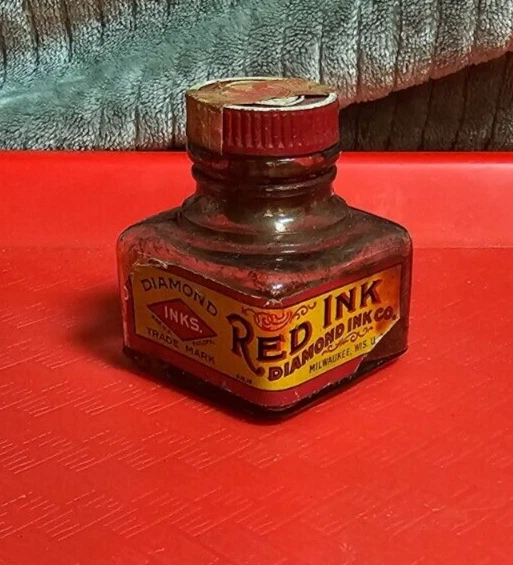 DIAMOND
INKS.
TRADE MARK
RED INK
DIAMOND INK CO.
MILWAUKEE, WIS. U.